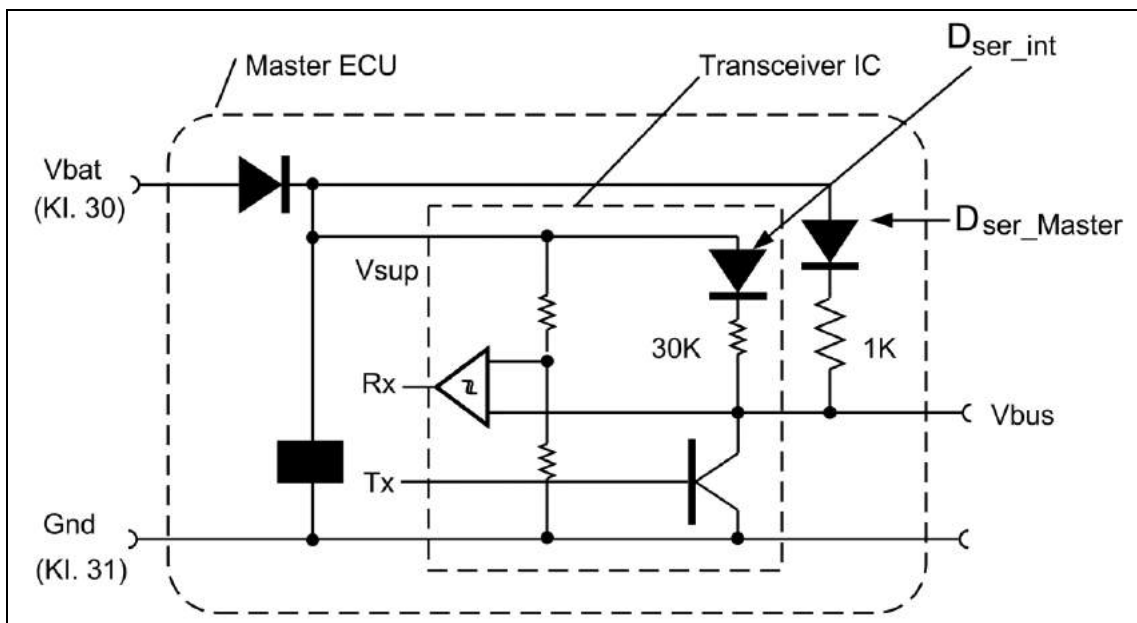 Master ECU
Transceiver IC
Dser_int
Vbat
(Kl. 30)
Dser_Master
Vsup
30K
1K
Rx
Vbus
Tx
Gnd
(Kl. 31)